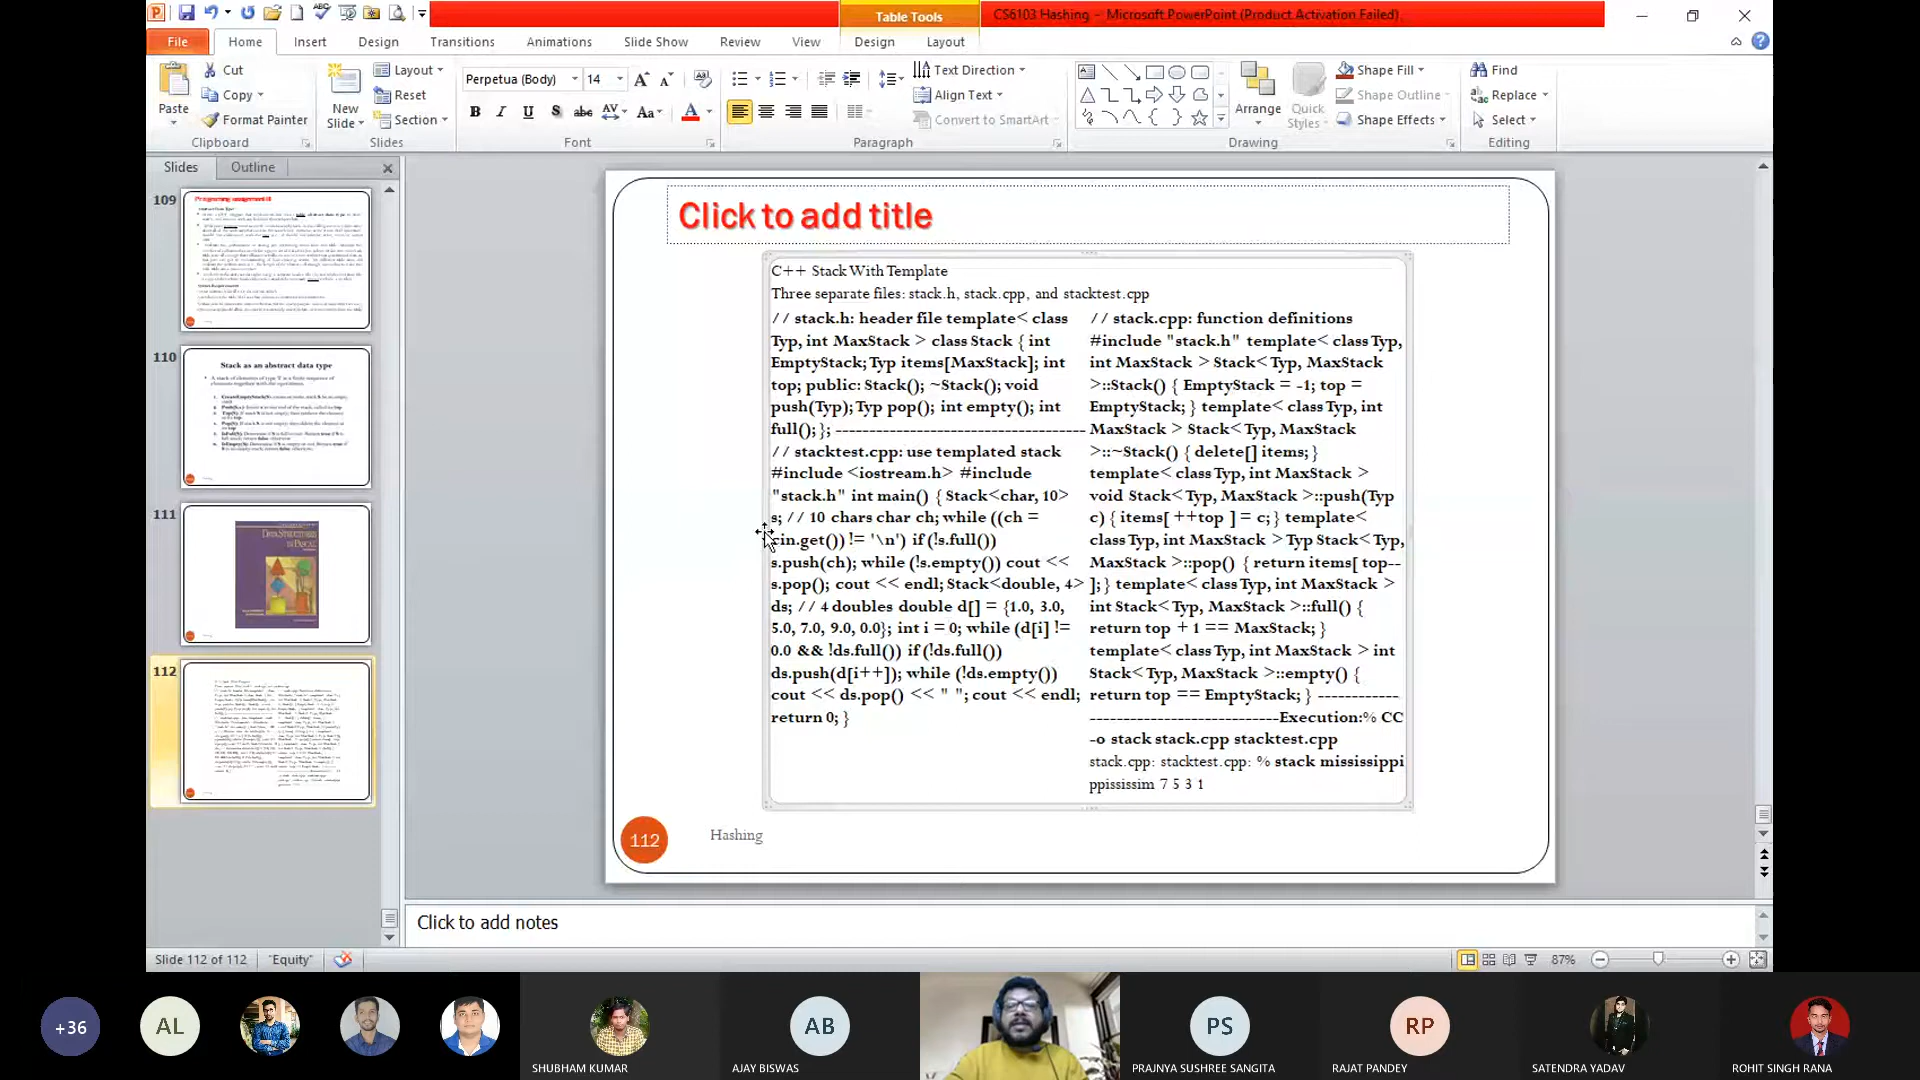 Table Tools
CS6103 Hashing - Microsoft PowerPoint (Product Activation Failed)
File
Home
Insert
Design
Transitions
Animations
Slide Show
Review
View
Design
Layout
Paste
Cut
Copy
Format Painter
Clipboard
New
Slide
Layout
Reset
Section
Slides
Perpetua (Body)
14
Font
Text Direction
Align Text
Convert to SmartArt
Paragraph
Arrange
Quick
Styles
Shape Fill
Shape Outline
Shape Effects
Drawing
Find
Replace
Select
Editing
Slides
Outline
109
110
Stack as an abstract data type
111
DATA STRUCTURES
IN PASCAL
112
Click to add title
C++ Stack With Template
Three separate files: stack.h, stack.cpp, and stacktest.cpp
// stack.h: header file template< class
Typ, int MaxStack > class Stack { int
EmptyStack; Typ items[MaxStack]; int
top; public: Stack(); ~Stack(); void
push(Typ); Typ pop(); int empty(); int
full(); }; -------------------------------------
// stacktest.cpp: use templated stack
#include <iostream.h> #include
"stack.h" int main() { Stack<char, 10>
s; // 10 chars char ch; while ((ch =
cin.get()) != '\n') if (!s.full())
s.push(ch); while (!s.empty()) cout <<
s.pop(); cout << endl; Stack<double, 4>
ds; // 4 doubles double d[] = {1.0, 3.0,
5.0, 7.0, 9.0, 0.0}; int i = 0; while (d[i] !=
0.0 && !ds.full()) if (!ds.full())
ds.push(d[i++]); while (!ds.empty())
cout << ds.pop() << " "; cout << endl;
return 0; }
// stack.cpp: function definitions
#include "stack.h" template< class Typ,
int MaxStack > Stack< Typ, MaxStack
>::Stack() { EmptyStack = -1; top =
EmptyStack; } template< class Typ, int
MaxStack > Stack< Typ, MaxStack
>::~Stack() { delete[] items; }
template< class Typ, int MaxStack >
void Stack< Typ, MaxStack >::push(Typ
c) { items[ ++top ] = c; } template<
class Typ, int MaxStack > Typ Stack< Typ,
MaxStack >::pop() { return items[ top--
]; } template< class Typ, int MaxStack >
int Stack< Typ, MaxStack >::full() {
return top + 1 == MaxStack; }
template< class Typ, int MaxStack > int
Stack< Typ, MaxStack >::empty() {
return top == EmptyStack; } ------------
----------------------------Execution:% CC
-o stack stack.cpp stacktest.cpp
stack.cpp: stacktest.cpp: % stack mississippi
ppississim 7 5 3 1
112
Hashing
Click to add notes
Slide 112 of 112
"Equity"
87%
+36
AL
SHUBHAM KUMAR
AB
AJAY BISWAS
PS
PRAJNYA SUSHREE SANGITA
RP
RAJAT PANDEY
SATENDRA YADAV
ROHIT SINGH RANA